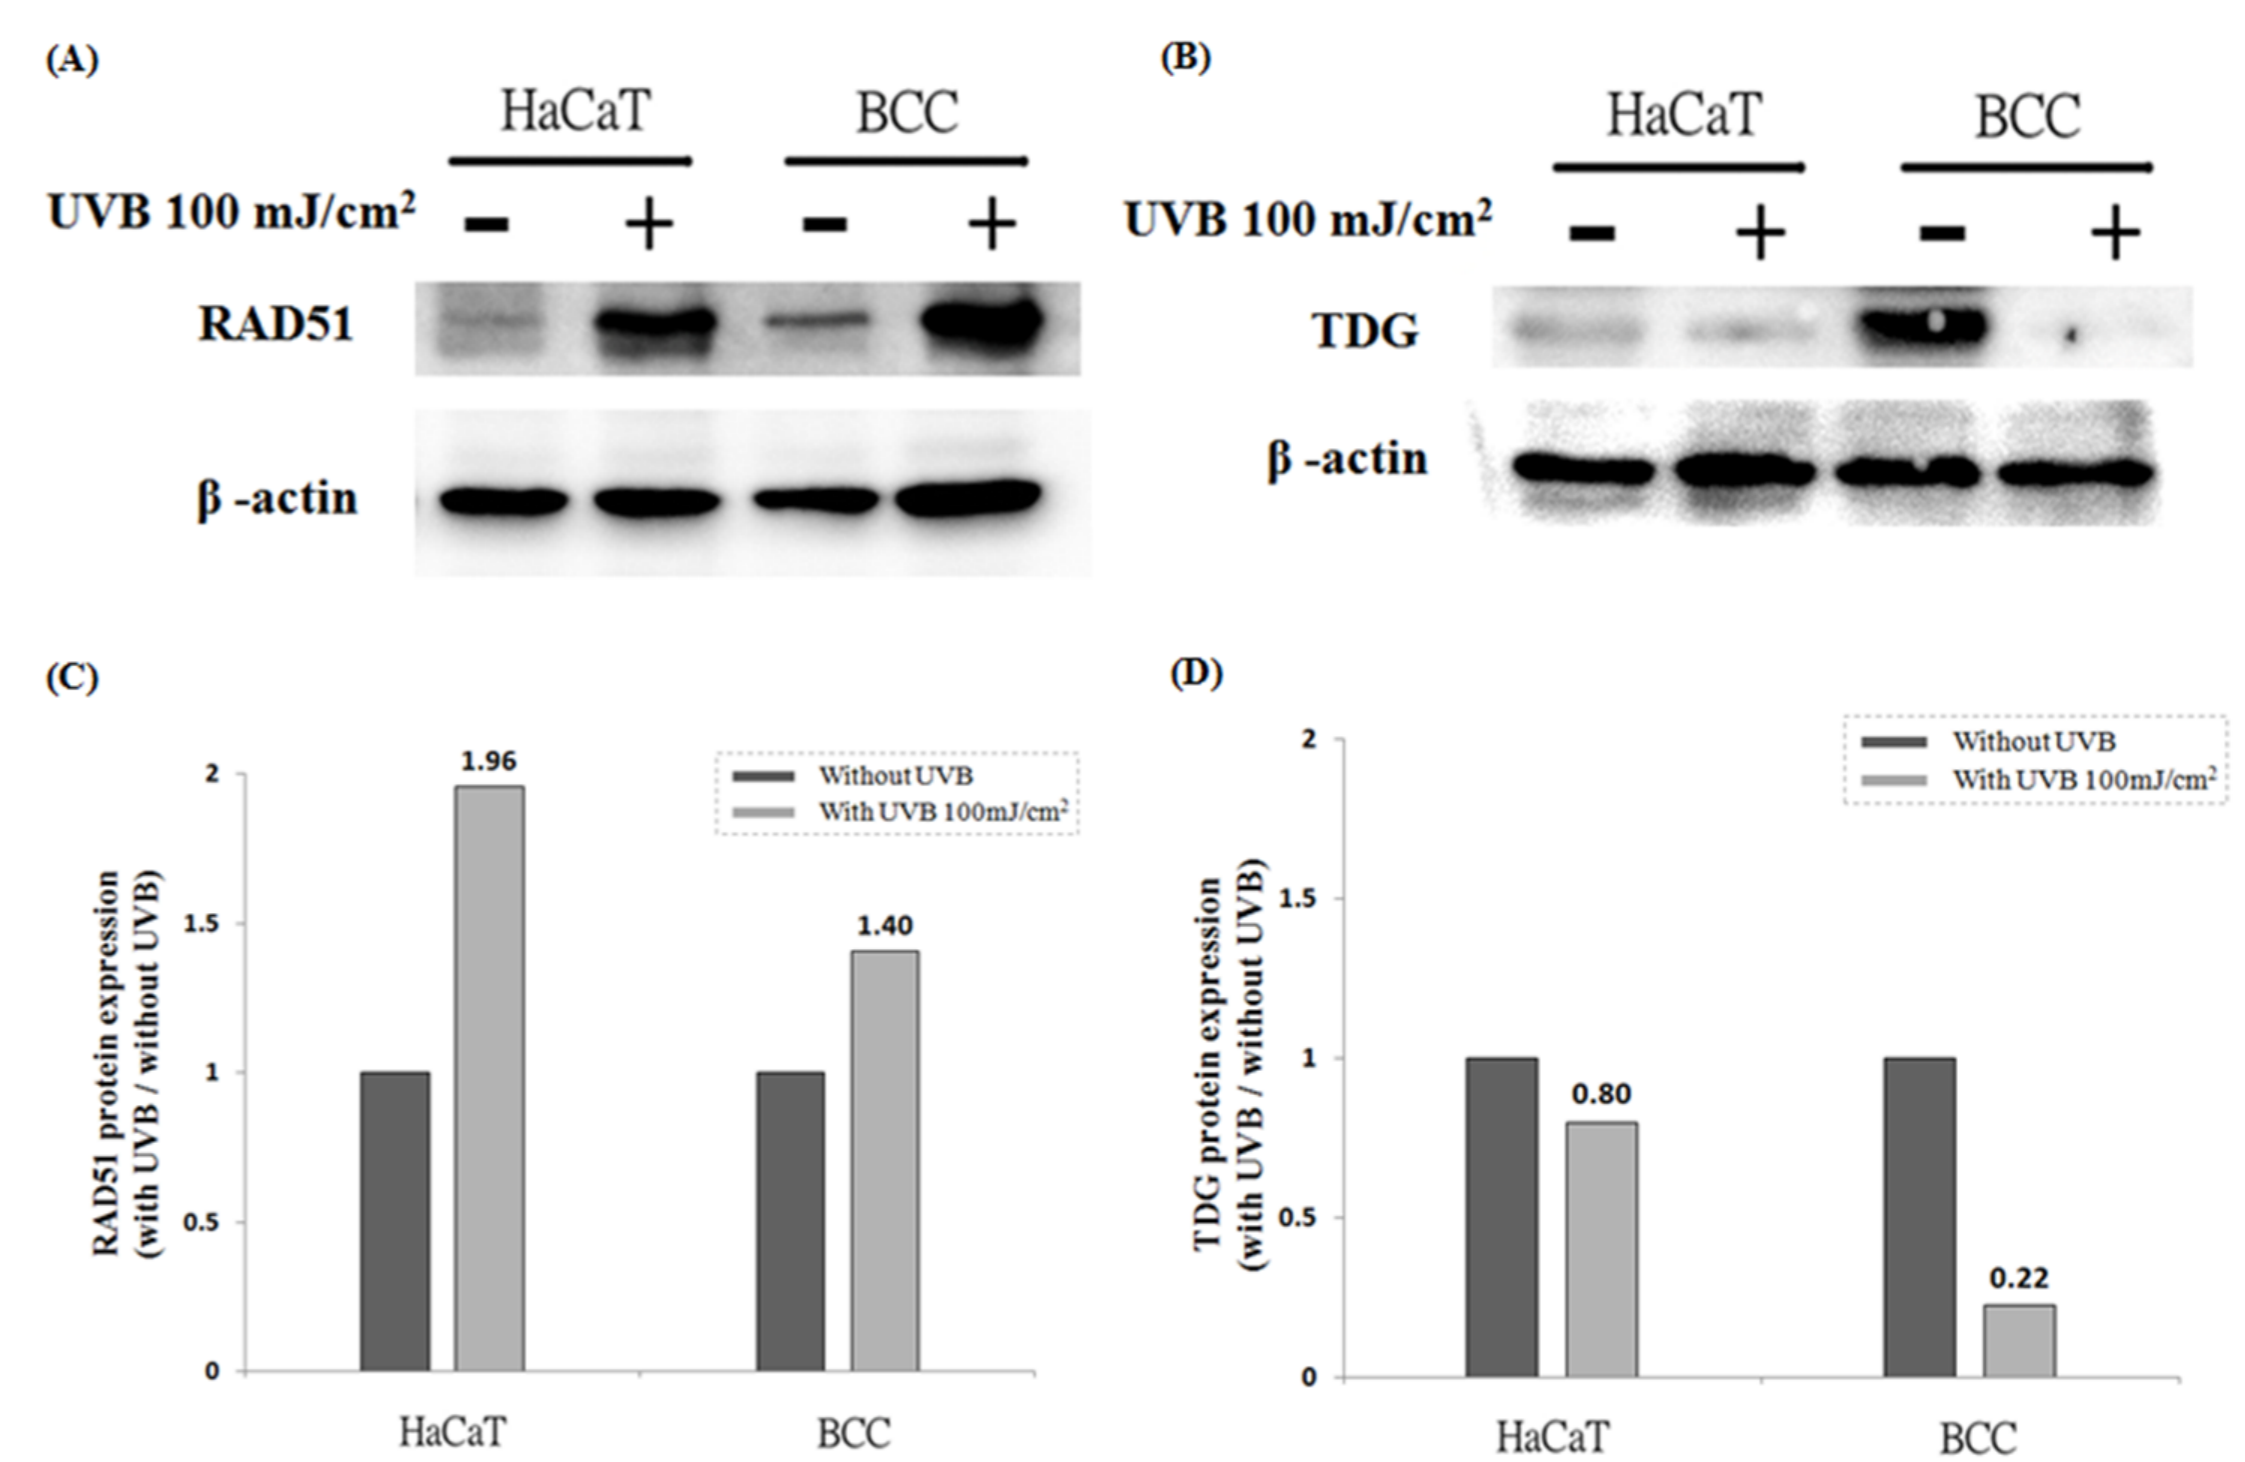 (A)
HaCaT BCC
UVB 100 mJ/cm² - + - +
RAD51
β -actin
(B)
HaCaT BCC
UVB 100 mJ/cm² - + - +
TDG
β -actin
(C)
RAD51 protein expression
(with UVB / without UVB)
2
1.5
1
0.5
0
1.96
1.40
Without UVB
With UVB 100mJ/cm²
HaCaT BCC
(D)
TDG protein expression
(with UVB / without UVB)
2
1.5
1
0.5
0
0.80
0.22
Without UVB
With UVB 100mJ/cm²
HaCaT BCC